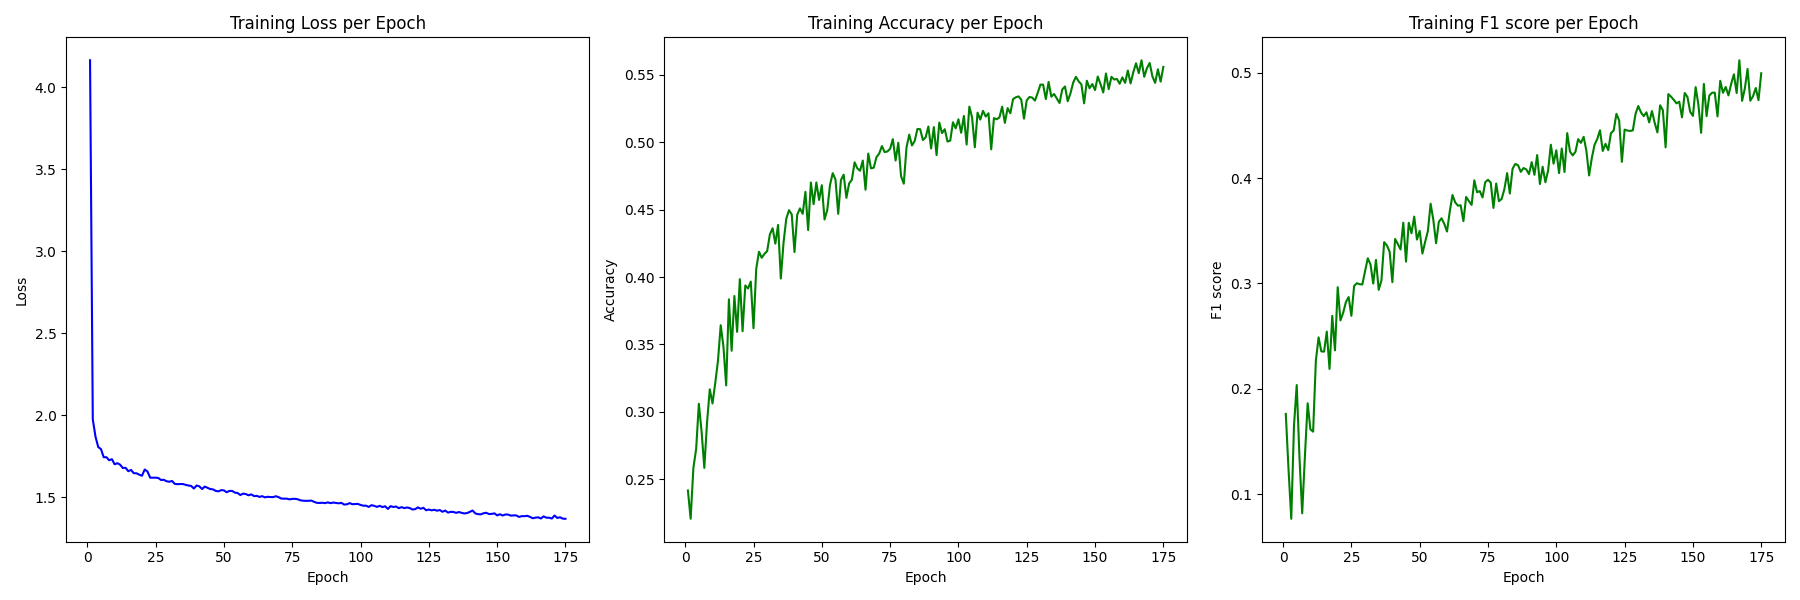 Training Loss per Epoch
4.0
3.5
3.0
2.5
2.0
1.5
Loss
0 25 50 75 100 125 150 175
Epoch
Training Accuracy per Epoch
0.55
0.50
0.45
0.40
0.35
0.30
0.25
Accuracy
0 25 50 75 100 125 150 175
Epoch
Training F1 score per Epoch
0.5
0.4
0.3
0.2
0.1
F1 score
0 25 50 75 100 125 150 175
Epoch